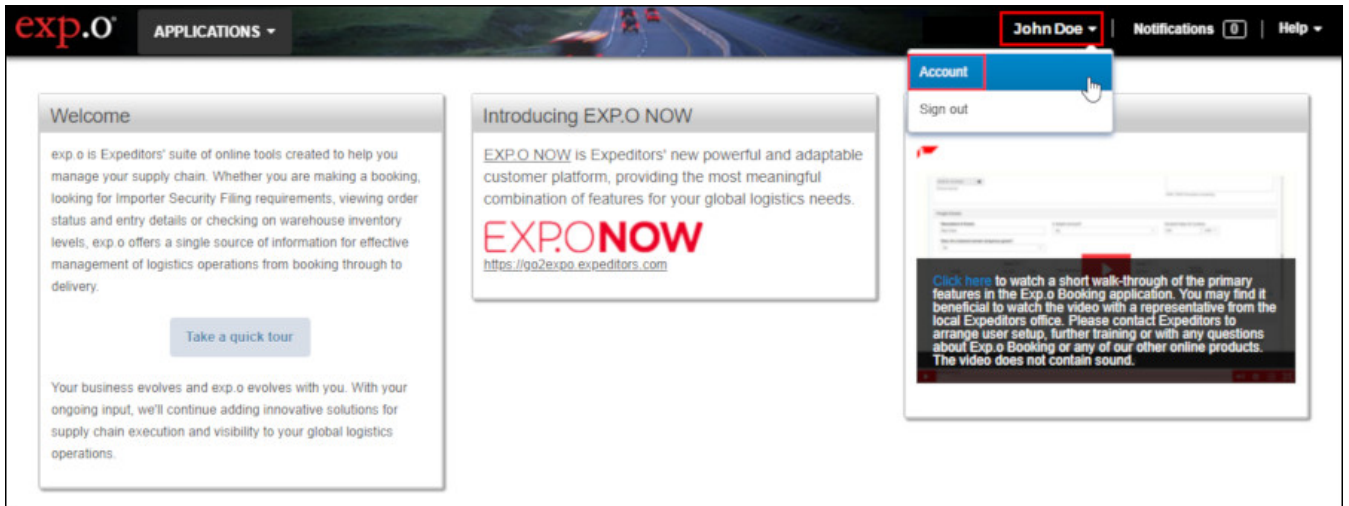 exp.o
APPLICATIONS
John Doe
Notifications 0
Help
Account
Sign out
Welcome
exp.o is Expeditors' suite of online tools created to help you
manage your supply chain. Whether you are making a booking,
looking for Importer Security Filing requirements, viewing order
status and entry details or checking on warehouse inventory
levels, exp.o offers a single source of information for effective
management of logistics operations from booking through to
delivery.
Take a quick tour
Your business evolves and exp.o evolves with you. With your
ongoing input, we'll continue adding innovative solutions for
supply chain execution and visibility to your global logistics
operations.
Introducing EXP.O NOW
EXP.O NOW is Expeditors' new powerful and adaptable
customer platform, providing the most meaningful
combination of features for your global logistics needs.
EXP.O NOW
https://go2expo.expeditors.com
Click here to watch a short walk-through of the primary
features in the Exp.o Booking application. You may find it
beneficial to watch the video with a representative from the
local Expeditors office. Please contact Expeditors to
arrange user setup, further training or with any questions
about Exp.o Booking or any of our other online products.
The video does not contain sound.